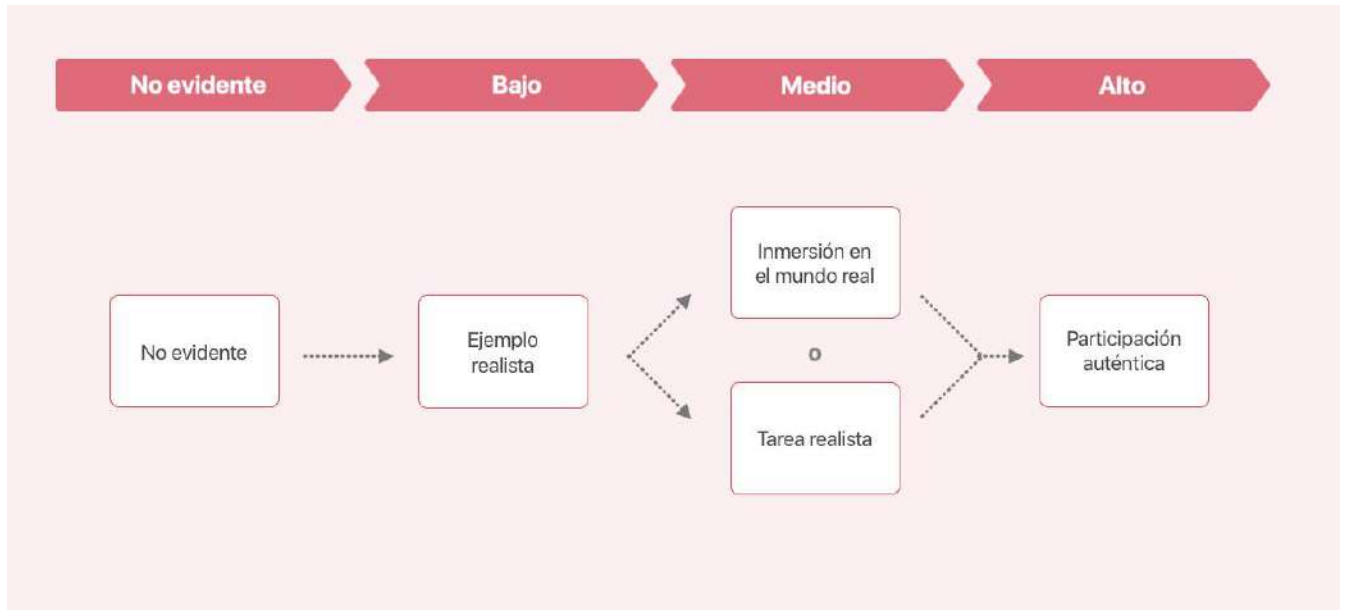 No evidente
Bajo
Medio
Alto
No evidente
Ejemplo
realista
Inmersión en
el mundo real
o
Tarea realista
Participación
auténtica